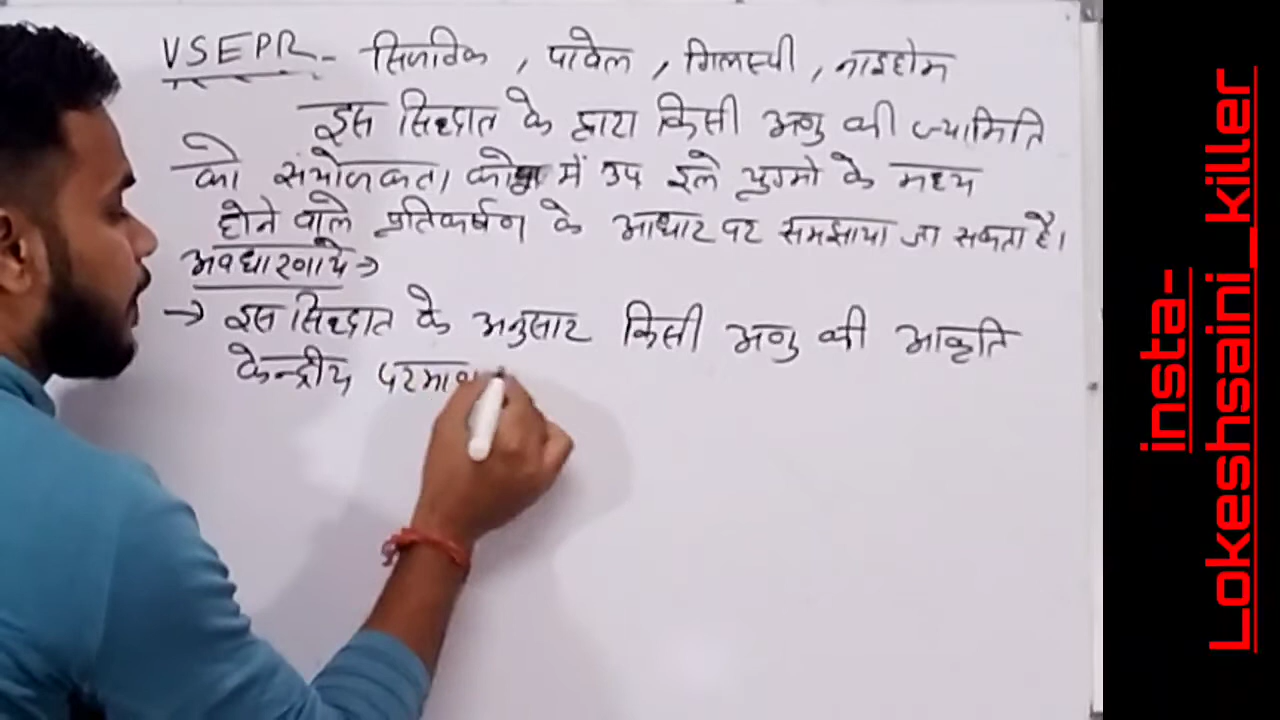 VSEPR - सिजविक , पावेल , गिलस्पी , नाइहोम
इस सिद्धात के द्वारा किसी अणु की ज्यामिति
को संयोजकता कोश में उप इले युग्मो के मध्य
होने वाले प्रतिकर्षण के आधार पर समझाया जा सकता है।
अवधारणाये →
→ इस सिद्धात के अनुसार किसी अणु की आकृति
केन्द्रीय परमाण
insta-
Lokeshsaini_killer